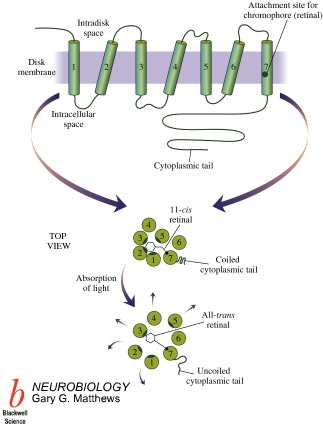 Attachment site for
chromophore (retinal)
Intradisk
space
Disk
membrane
1
2
3
4
5
6
7
Intracellular
space
Cytoplasmic tail
11-cis
retinal
TOP
VIEW
4
5
3
6
2
1
7
Coiled
cytoplasmic tail
Absorption
of light
All-trans
retinal
4
5
3
6
2
1
7
Uncoiled
cytoplasmic tail
b
NEUROBIOLOGY
Gary G. Matthews
Blackwell
Science